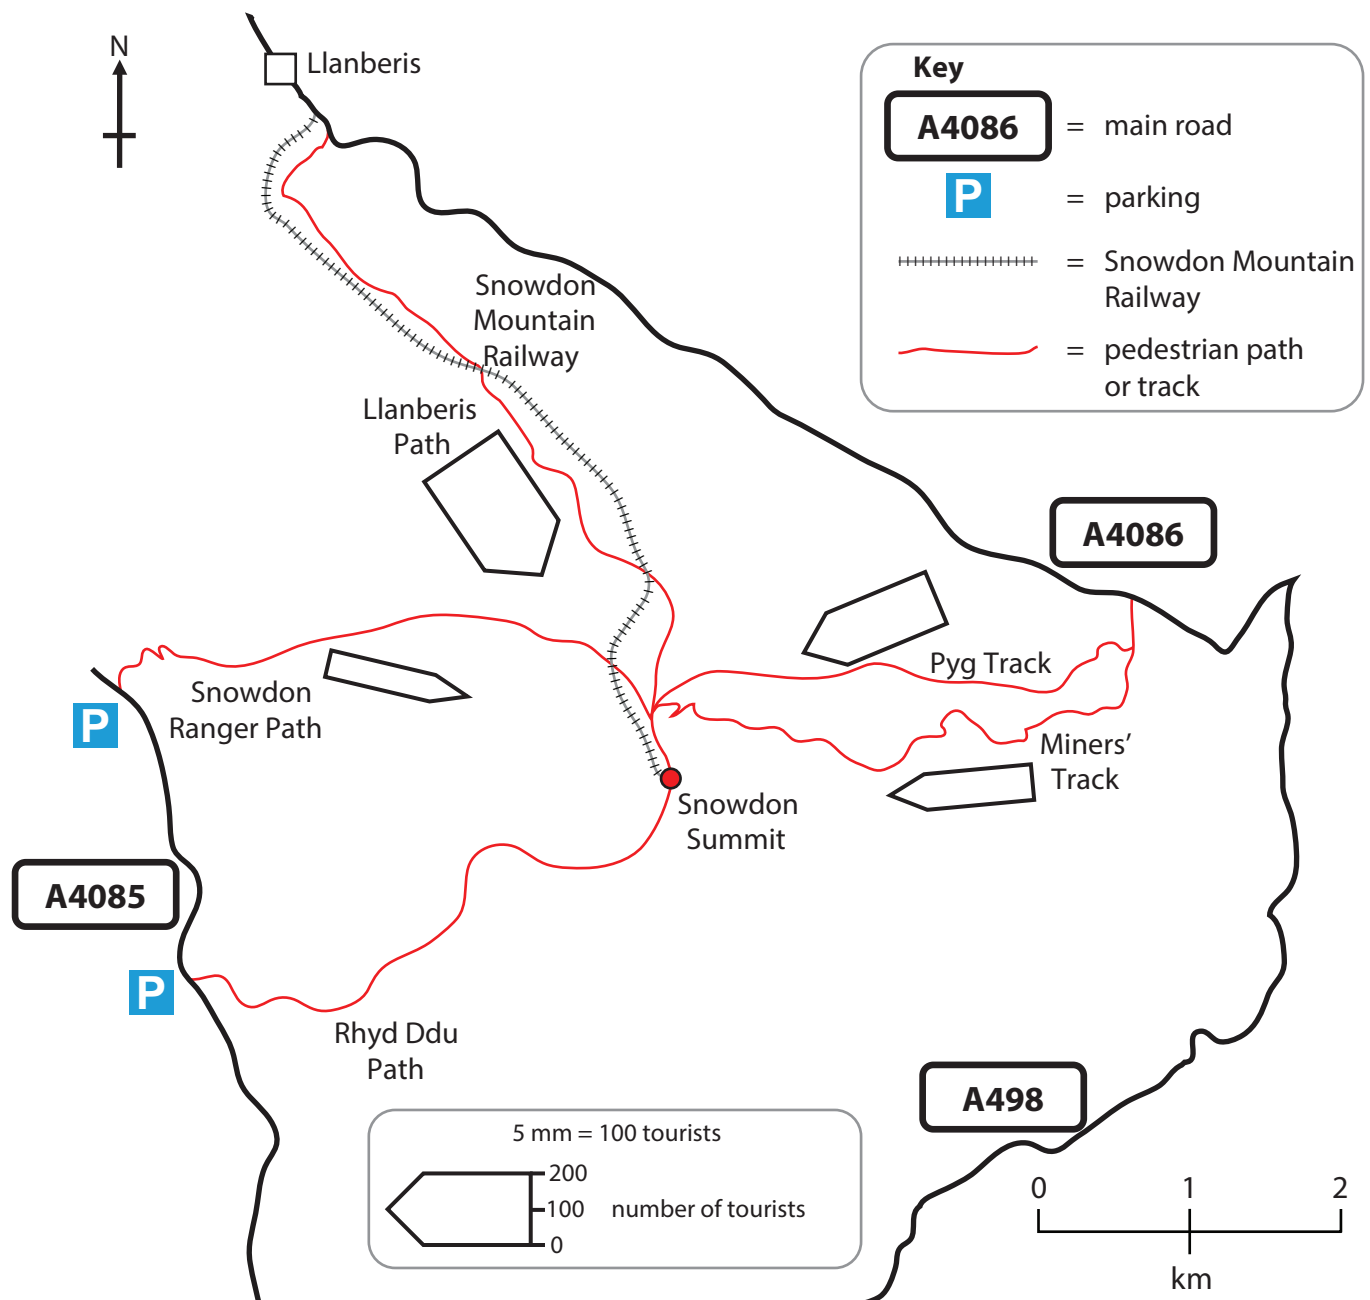 N
Llanberis
Key
A4086 = main road
P = parking
= Snowdon Mountain
Railway
= pedestrian path
or track
Snowdon
Mountain
Railway
Llanberis
Path
A4086
Pyg Track
Snowdon
Ranger Path
P
Miners'
Track
Snowdon
Summit
A4085
P
Rhyd Ddu
Path
A498
5 mm = 100 tourists
200
100 number of tourists
0
0 1 2
km